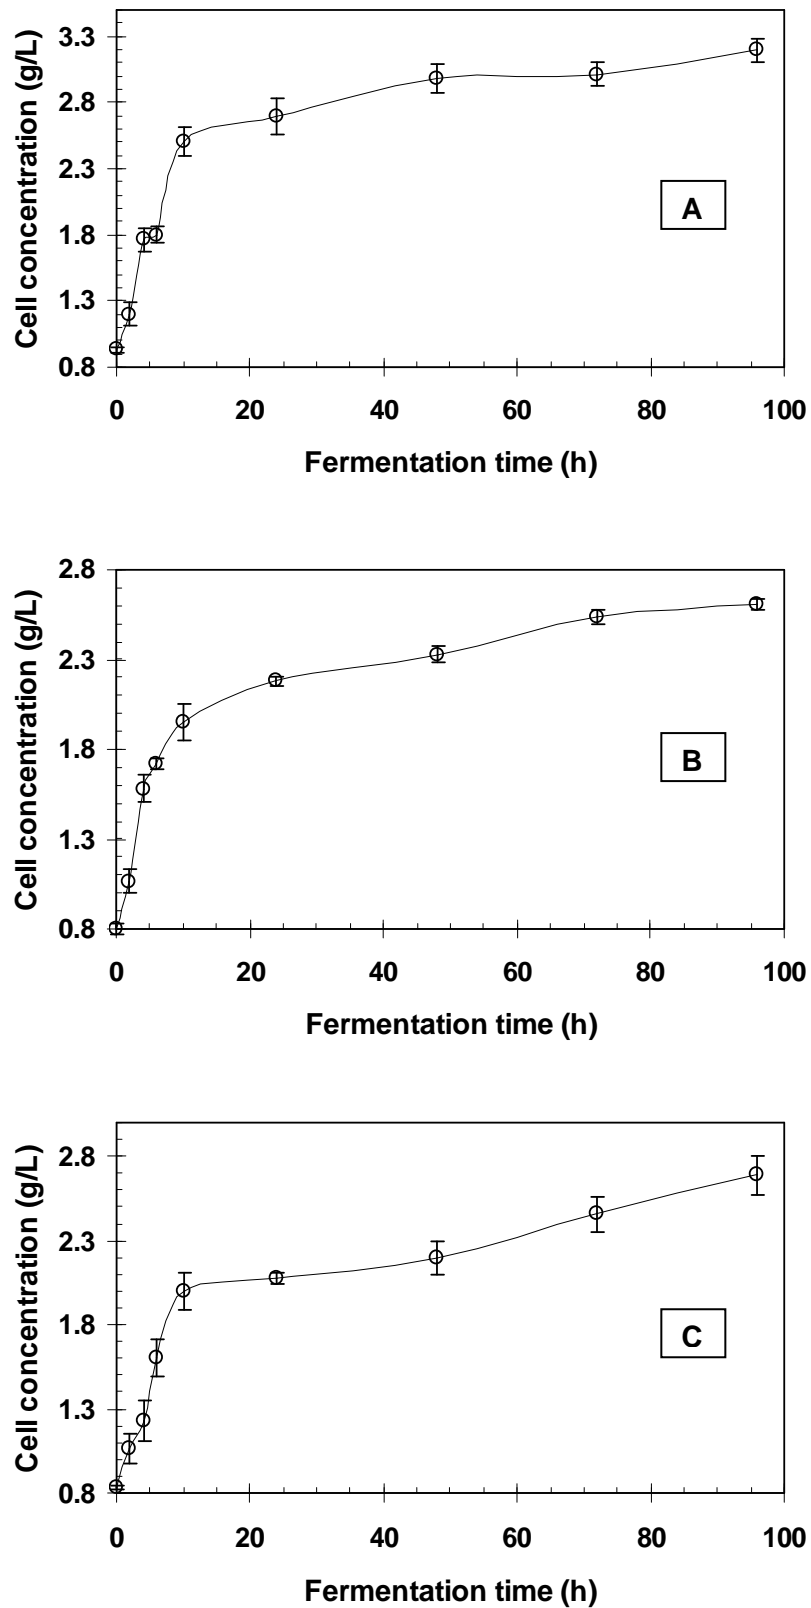 Cell concentration (g/L)
3.3
2.8
2.3
1.8
1.3
0.8
A
0 20 40 60 80 100
Fermentation time (h)
Cell concentration (g/L)
2.8
2.3
1.8
1.3
0.8
B
0 20 40 60 80 100
Fermentation time (h)
Cell concentration (g/L)
2.8
2.3
1.8
1.3
0.8
C
0 20 40 60 80 100
Fermentation time (h)